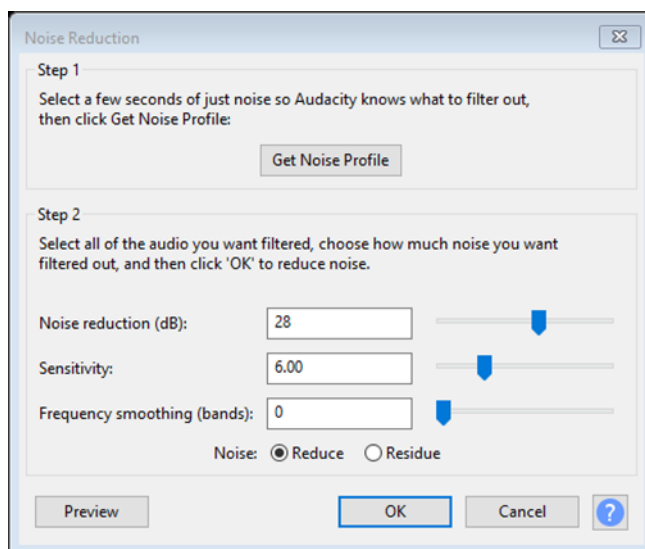 Noise Reduction
Step 1
Select a few seconds of just noise so Audacity knows what to filter out,
then click Get Noise Profile:
Get Noise Profile
Step 2
Select all of the audio you want filtered, choose how much noise you want
filtered out, and then click 'OK' to reduce noise.
Noise reduction (dB): 28
Sensitivity: 6.00
Frequency smoothing (bands): 0
Noise: Reduce Residue
Preview OK Cancel ?